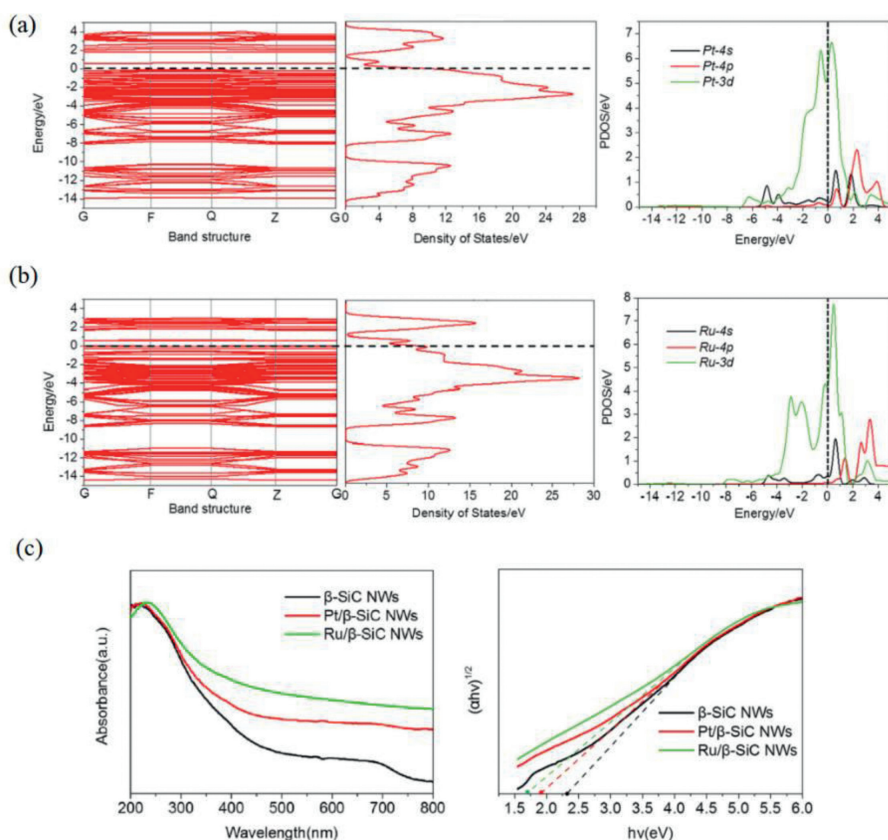 (a)
4
2
0
-2
-4
-6
-8
-10
-12
-14
Energy/eV
G F Q Z G
Band structure
0 4 8 12 16 20 24 28
Density of States/eV
7
6
5
4
3
2
1
0
PDOS/eV
Pt-4s
Pt-4p
Pt-3d
-14 -12 -10 -8 -6 -4 -2 0 2 4
Energy/eV
(b)
4
2
0
-2
-4
-6
-8
-10
-12
-14
Energy/eV
G F Q Z G
Band structure
0 5 10 15 20 25 30
Density of States/eV
8
7
6
5
4
3
2
1
0
PDOS/eV
Ru-4s
Ru-4p
Ru-3d
-14 -12 -10 -8 -6 -4 -2 0 2 4
Energy/eV
(c)
Absorbance(a.u.)
β-SiC NWs
Pt/β-SiC NWs
Ru/β-SiC NWs
200 300 400 500 600 700 800
Wavelength(nm)
(αhv)1/2
β-SiC NWs
Pt/β-SiC NWs
Ru/β-SiC NWs
1.5 2.0 2.5 3.0 3.5 4.0 4.5 5.0 5.5 6.0
hv(eV)